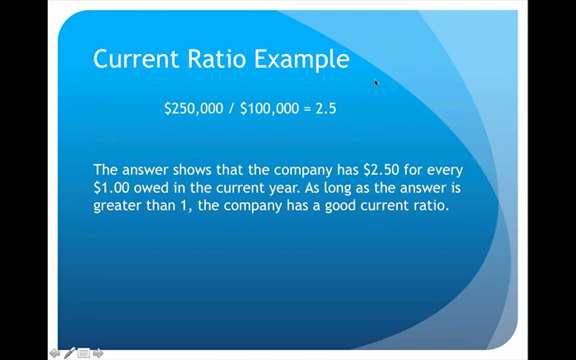 Current Ratio Example
$250,000 / $100,000 = 2.5
The answer shows that the company has $2.50 for every
$1.00 owed in the current year. As long as the answer is
greater than 1, the company has a good current ratio.